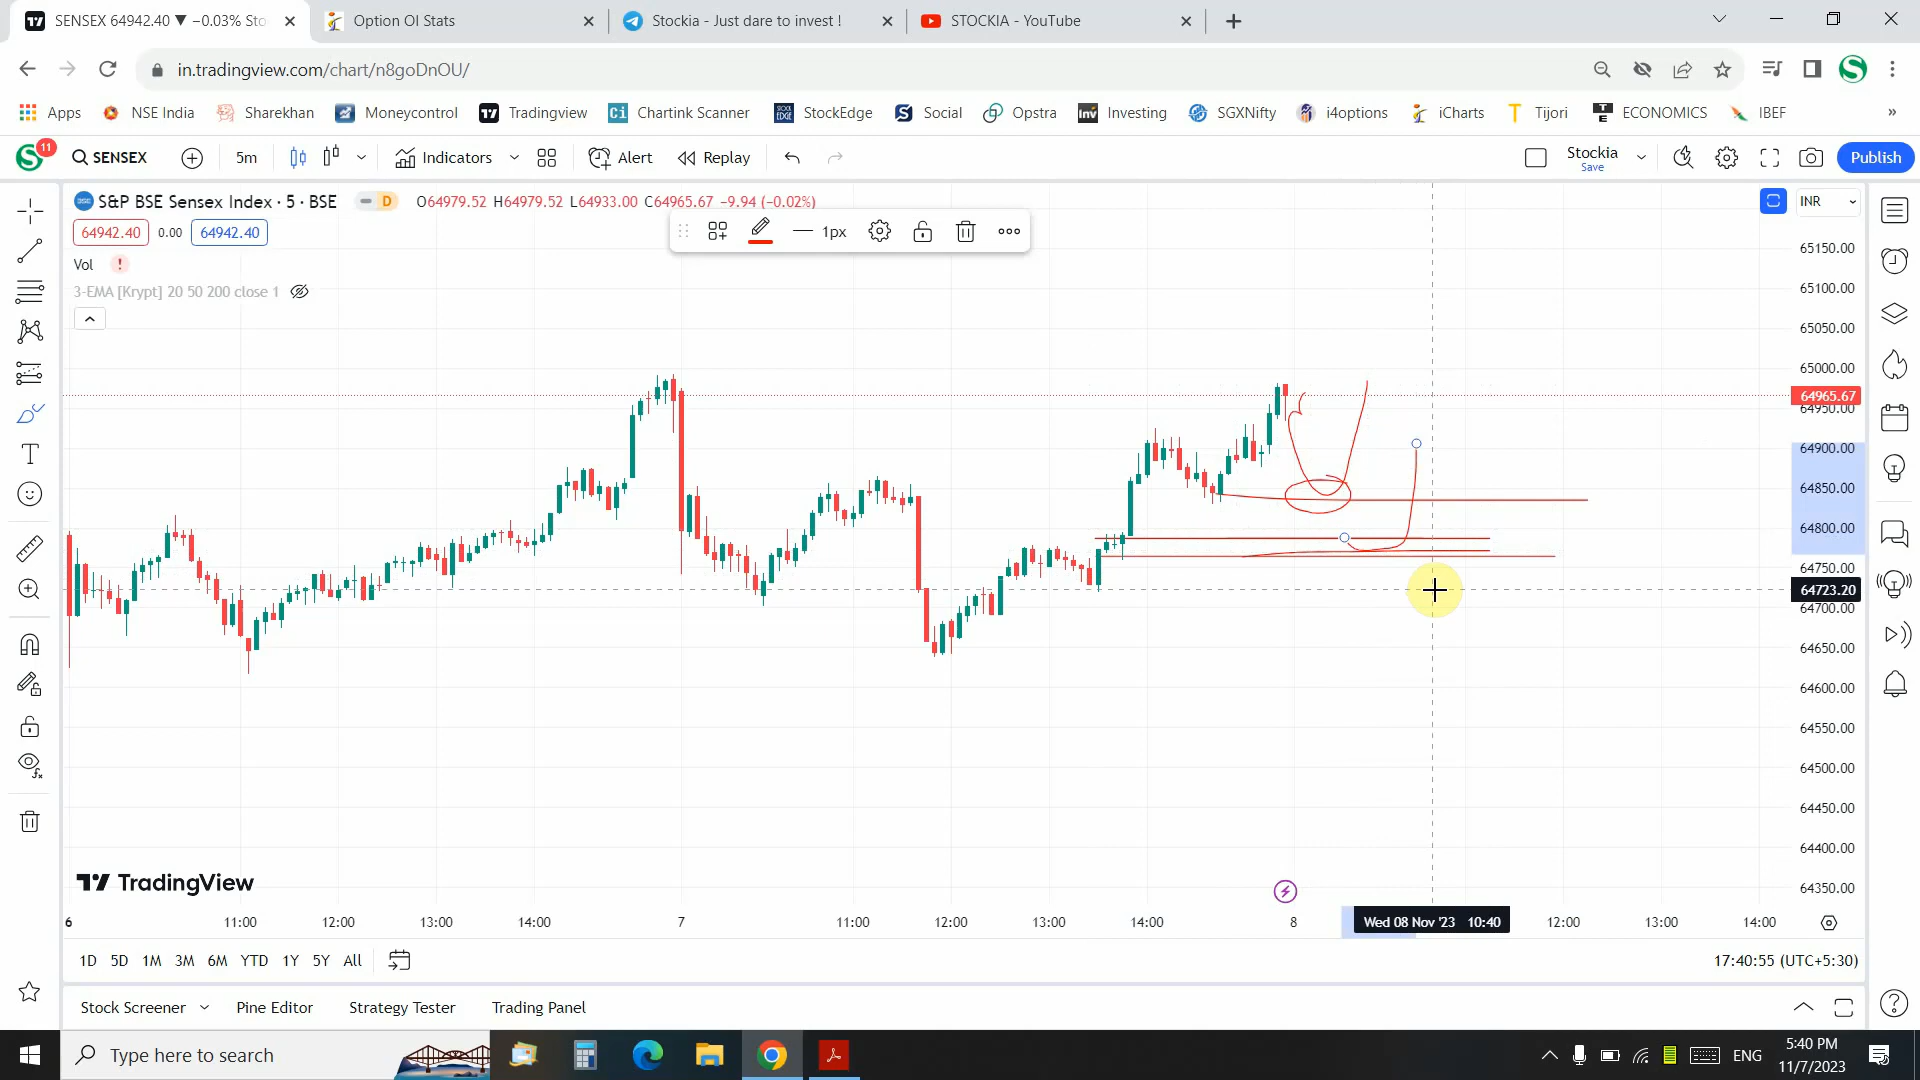 SENSEX 64942.40 ▼ −0.03% Sto
Option OI Stats
Stockia - Just dare to invest !
STOCKIA - YouTube
in.tradingview.com/chart/n8goDnOU/
Apps
NSE India
Sharekhan
Moneycontrol
Tradingview
Chartink Scanner
StockEdge
Social
Opstra
Investing
SGXNifty
i4options
iCharts
Tijori
ECONOMICS
IBEF
»
11
SENSEX
5m
Indicators
Alert
Replay
Stockia
Save
Publish
S&P BSE Sensex Index · 5 · BSE
D
O64979.52 H64979.52 L64933.00 C64965.67 −9.94 (−0.02%)
INR
64942.40
0.00
64942.40
1px
Vol
3-EMA [Krypt] 20 50 200 close 1
65150.00
65100.00
65050.00
65000.00
64965.67
64950.00
64900.00
64850.00
64800.00
64750.00
64723.20
64700.00
64650.00
64600.00
64550.00
64500.00
64450.00
64400.00
64350.00
TradingView
6
11:00
12:00
13:00
14:00
7
11:00
12:00
13:00
14:00
8
Wed 08 Nov '23 10:40
12:00
13:00
14:00
1D
5D
1M
3M
6M
YTD
1Y
5Y
All
17:40:55 (UTC+5:30)
Stock Screener
Pine Editor
Strategy Tester
Trading Panel
Type here to search
ENG
5:40 PM
11/7/2023